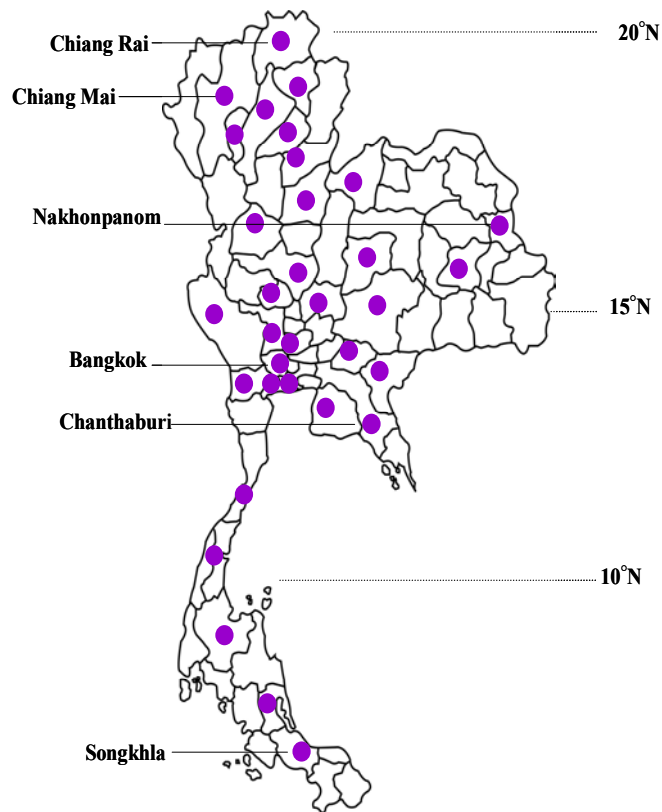 Chiang Rai
20°N
Chiang Mai
Nakhonpanom
15°N
Bangkok
Chanthaburi
10°N
Songkhla